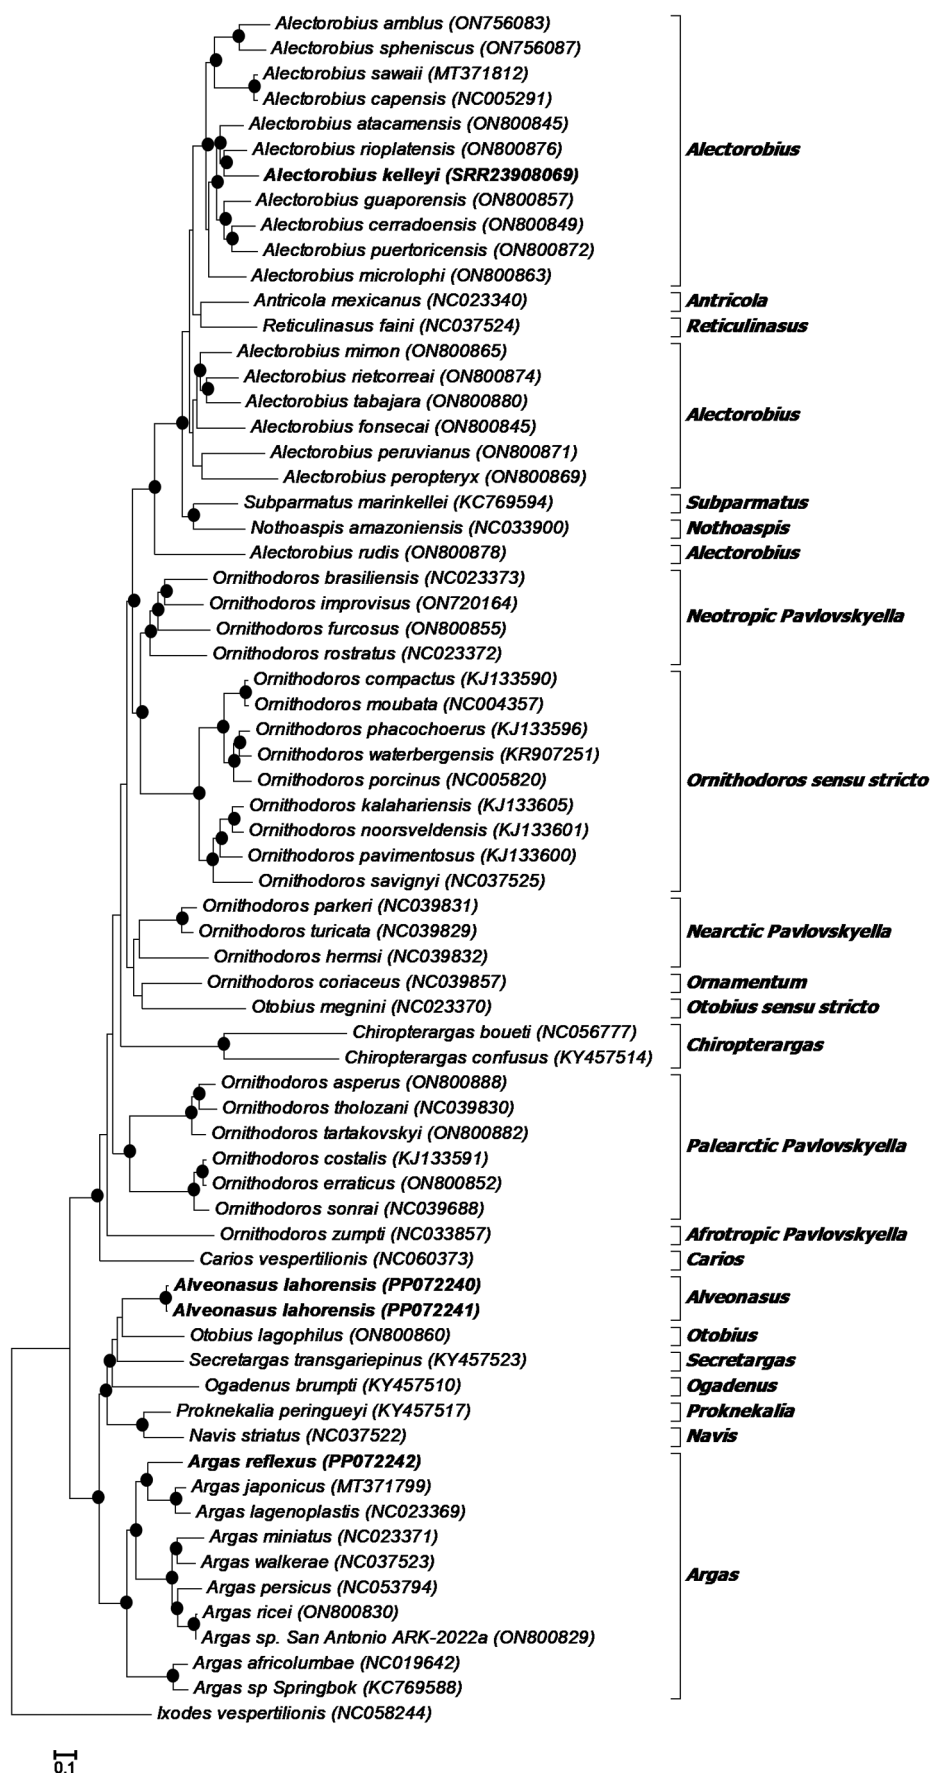 Alectorobius amblus (ON756083)
Alectorobius spheniscus (ON756087)
Alectorobius sawaii (MT371812)
Alectorobius capensis (NC005291)
Alectorobius atacamensis (ON800845)
Alectorobius rioplatensis (ON800876)
Alectorobius
Alectorobius kelleyi (SRR23908069)
Alectorobius guaporensis (ON800857)
Alectorobius cerradoensis (ON800849)
Alectorobius puertoricensis (ON800872)
Alectorobius microlophi (ON800863)
Antricola mexicanus (NC023340)
Antricola
Reticulinasus faini (NC037524)
Reticulinasus
Alectorobius mimon (ON800865)
Alectorobius rietcorreai (ON800874)
Alectorobius tabajara (ON800880)
Alectorobius
Alectorobius fonsecai (ON800845)
Alectorobius peruvianus (ON800871)
Alectorobius peropteryx (ON800869)
Subparmatus marinkellei (KC769594)
Subparmatus
Nothoaspis amazoniensis (NC033900)
Nothoaspis
Alectorobius rudis (ON800878)
Alectorobius
Ornithodoros brasiliensis (NC023373)
Ornithodoros improvisus (ON720164)
Neotropic Pavlovskyella
Ornithodoros furcosus (ON800855)
Ornithodoros rostratus (NC023372)
Ornithodoros compactus (KJ133590)
Ornithodoros moubata (NC004357)
Ornithodoros phacochoerus (KJ133596)
Ornithodoros waterbergensis (KR907251)
Ornithodoros porcinus (NC005820)
Ornithodoros sensu stricto
Ornithodoros kalahariensis (KJ133605)
Ornithodoros noorsveldensis (KJ133601)
Ornithodoros pavimentosus (KJ133600)
Ornithodoros savignyi (NC037525)
Ornithodoros parkeri (NC039831)
Ornithodoros turicata (NC039829)
Nearctic Pavlovskyella
Ornithodoros hermsi (NC039832)
Ornithodoros coriaceus (NC039857)
Ornamentum
Otobius megnini (NC023370)
Otobius sensu stricto
Chiropterargas boueti (NC056777)
Chiropterargas
Chiropterargas confusus (KY457514)
Ornithodoros asperus (ON800888)
Ornithodoros tholozani (NC039830)
Ornithodoros tartakovskyi (ON800882)
Palearctic Pavlovskyella
Ornithodoros costalis (KJ133591)
Ornithodoros erraticus (ON800852)
Ornithodoros sonrai (NC039688)
Ornithodoros zumpti (NC033857)
Afrotropic Pavlovskyella
Carios vespertilionis (NC060373)
Carios
Alveonasus lahorensis (PP072240)
Alveonasus
Alveonasus lahorensis (PP072241)
Otobius lagophilus (ON800860)
Otobius
Secretargas transgariepinus (KY457523)
Secretargas
Ogadenus brumpti (KY457510)
Ogadenus
Proknekalia peringueyi (KY457517)
Proknekalia
Navis striatus (NC037522)
Navis
Argas reflexus (PP072242)
Argas japonicus (MT371799)
Argas lagenoplastis (NC023369)
Argas miniatus (NC023371)
Argas walkerae (NC037523)
Argas
Argas persicus (NC053794)
Argas ricei (ON800830)
Argas sp. San Antonio ARK-2022a (ON800829)
Argas africolumbae (NC019642)
Argas sp Springbok (KC769588)
Ixodes vespertilionis (NC058244)
0.1